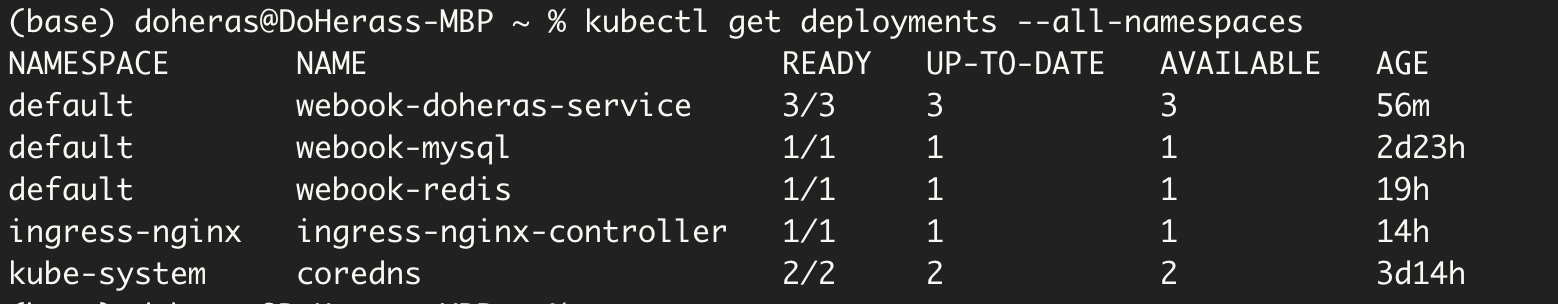 (base) doheras@DoHerass-MBP ~ % kubectl get deployments --all-namespaces
NAMESPACE NAME READY UP-TO-DATE AVAILABLE AGE
default webook-doheras-service 3/3 3 3 56m
default webook-mysql 1/1 1 1 2d23h
default webook-redis 1/1 1 1 19h
ingress-nginx ingress-nginx-controller 1/1 1 1 14h
kube-system coredns 2/2 2 2 3d14h